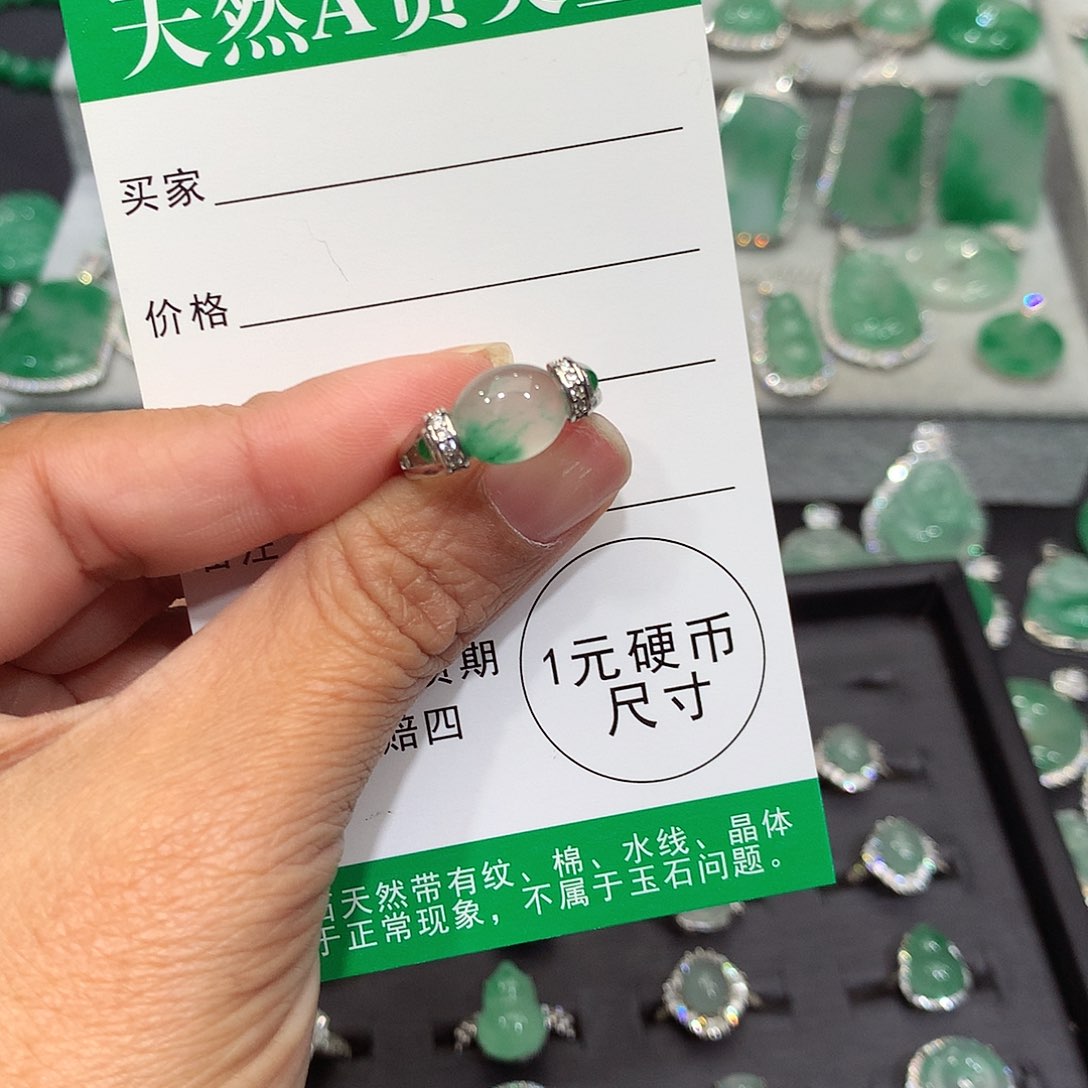 天然A货
买家
价格
备注
期
赔四
1元硬币
尺寸
天然带有纹、棉、水线、晶体
正常现象，不属于玉石问题。